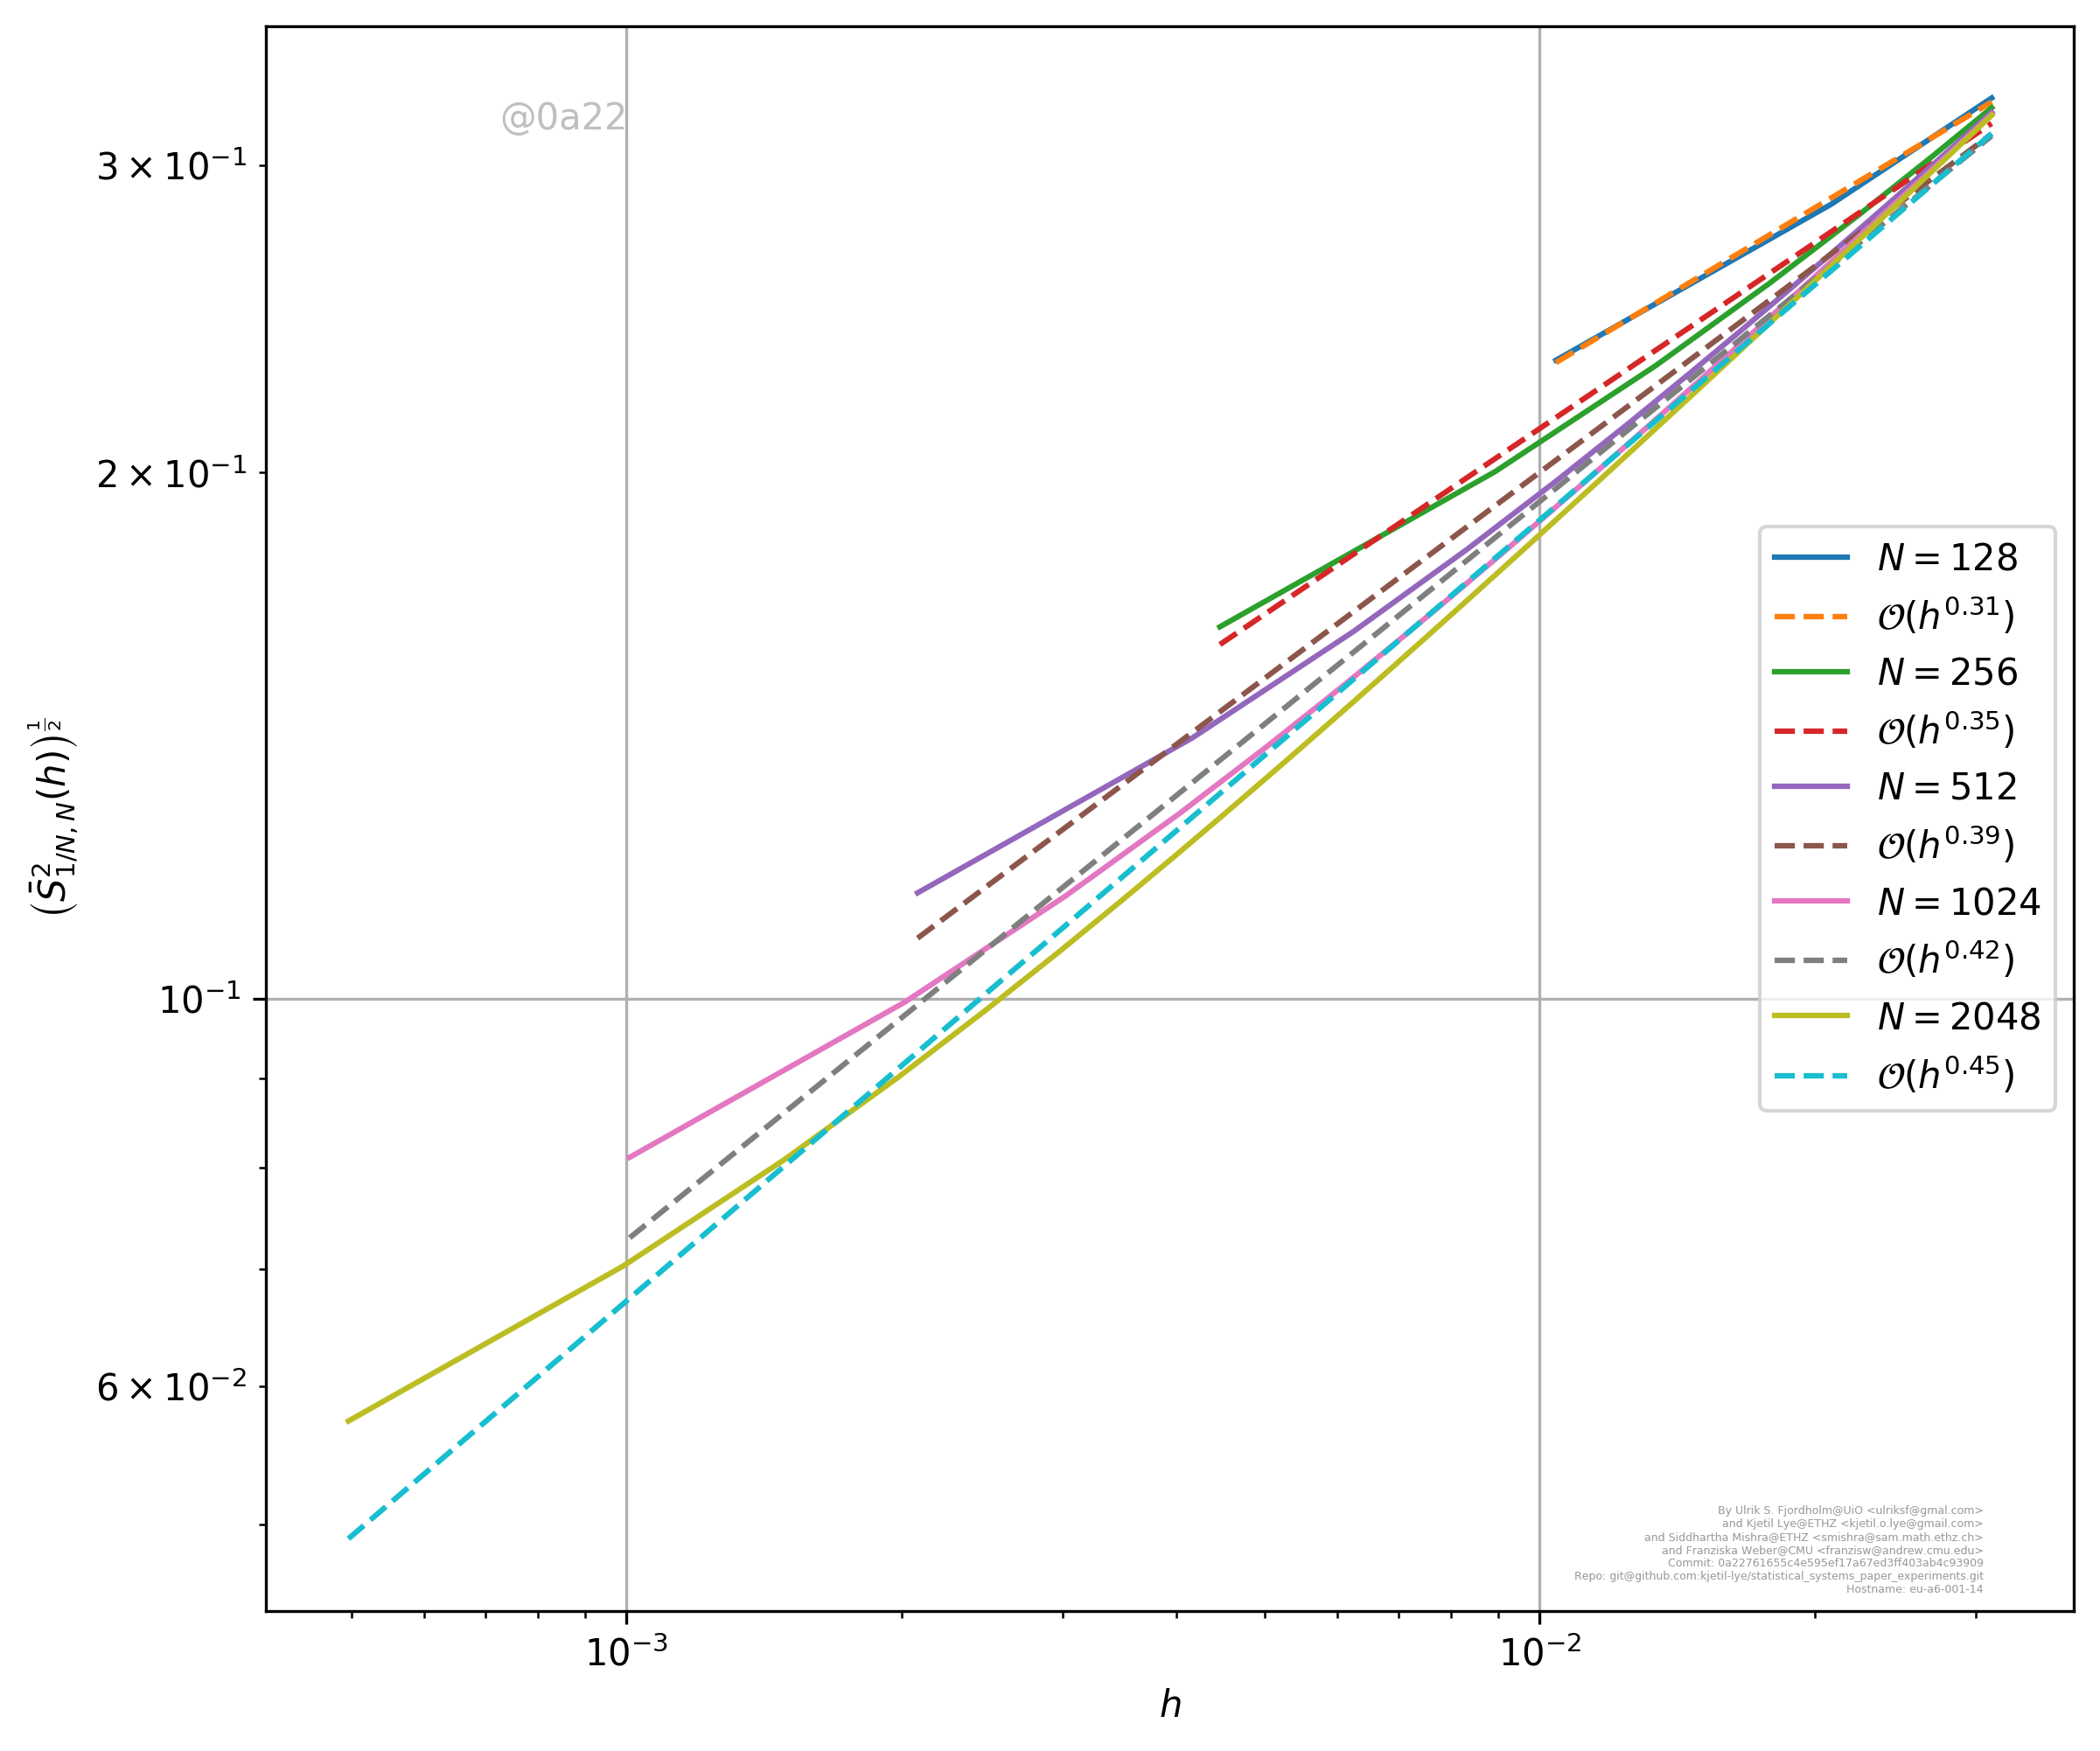 @0a22
3 × 10⁻¹
2 × 10⁻¹
10⁻¹
6 × 10⁻²
(S̄²₁/N, N(h))^½
N = 128
𝒪(h^0.31)
N = 256
𝒪(h^0.35)
N = 512
𝒪(h^0.39)
N = 1024
𝒪(h^0.42)
N = 2048
𝒪(h^0.45)
By Ulrik S. Fjordholm@UiO <ulriksf@gmal.com>
and Kjetil Lye@ETHZ <kjetil.o.lye@gmail.com>
and Siddhartha Mishra@ETHZ <smishra@sam.math.ethz.ch>
and Franziska Weber@CMU <franzisw@andrew.cmu.edu>
Commit: 0a22761655c4e595ef17a67ed3ff403ab4c93909
Repo: git@github.com:kjetil-lye/statistical_systems_paper_experiments.git
Hostname: eu-a6-001-14
10⁻³
10⁻²
h